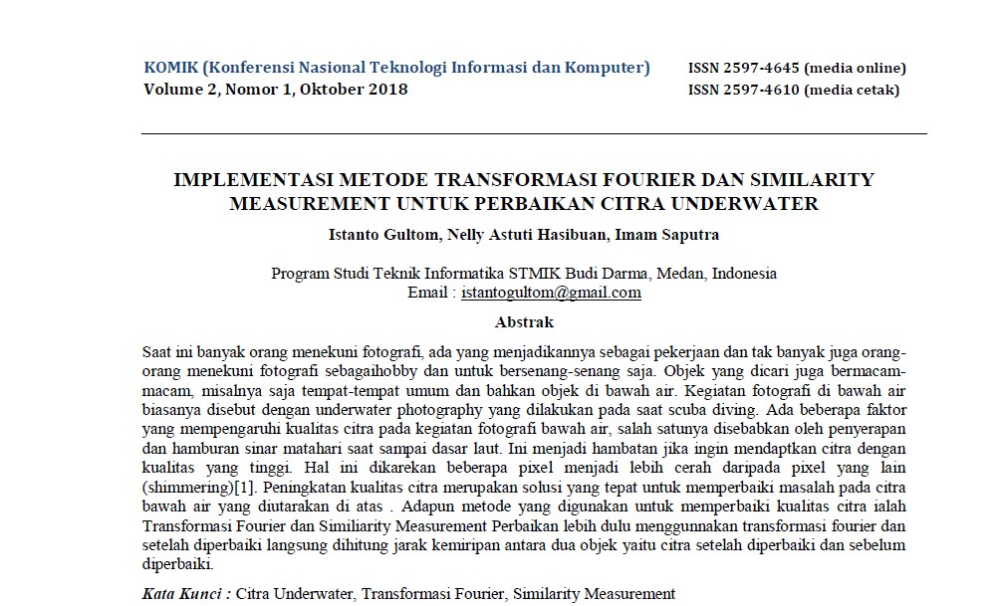 KOMIK (Konferensi Nasional Teknologi Informasi dan Komputer) ISSN 2597-4645 (media online)
Volume 2, Nomor 1, Oktober 2018 ISSN 2597-4610 (media cetak)
IMPLEMENTASI METODE TRANSFORMASI FOURIER DAN SIMILARITY
MEASUREMENT UNTUK PERBAIKAN CITRA UNDERWATER
Istanto Gultom, Nelly Astuti Hasibuan, Imam Saputra
Program Studi Teknik Informatika STMIK Budi Darma, Medan, Indonesia
Email : istantogultom@gmail.com
Abstrak
Saat ini banyak orang menekuni fotografi, ada yang menjadikannya sebagai pekerjaan dan tak banyak juga orang-
orang menekuni fotografi sebagaihobby dan untuk bersenang-senang saja. Objek yang dicari juga bermacam-
macam, misalnya saja tempat-tempat umum dan bahkan objek di bawah air. Kegiatan fotografi di bawah air
biasanya disebut dengan underwater photography yang dilakukan pada saat scuba diving. Ada beberapa faktor
yang mempengaruhi kualitas citra pada kegiatan fotografi bawah air, salah satunya disebabkan oleh penyerapan
dan hamburan sinar matahari saat sampai dasar laut. Ini menjadi hambatan jika ingin mendaptkan citra dengan
kualitas yang tinggi. Hal ini dikarekan beberapa pixel menjadi lebih cerah daripada pixel yang lain
(shimmering)[1]. Peningkatan kualitas citra merupakan solusi yang tepat untuk memperbaiki masalah pada citra
bawah air yang diutarakan di atas . Adapun metode yang digunakan untuk memperbaiki kualitas citra ialah
Transformasi Fourier dan Similiarity Measurement Perbaikan lebih dulu menggunnakan transformasi fourier dan
setelah diperbaiki langsung dihitung jarak kemiripan antara dua objek yaitu citra setelah diperbaiki dan sebelum
diperbaiki.
Kata Kunci : Citra Underwater, Transformasi Fourier, Similarity Measurement